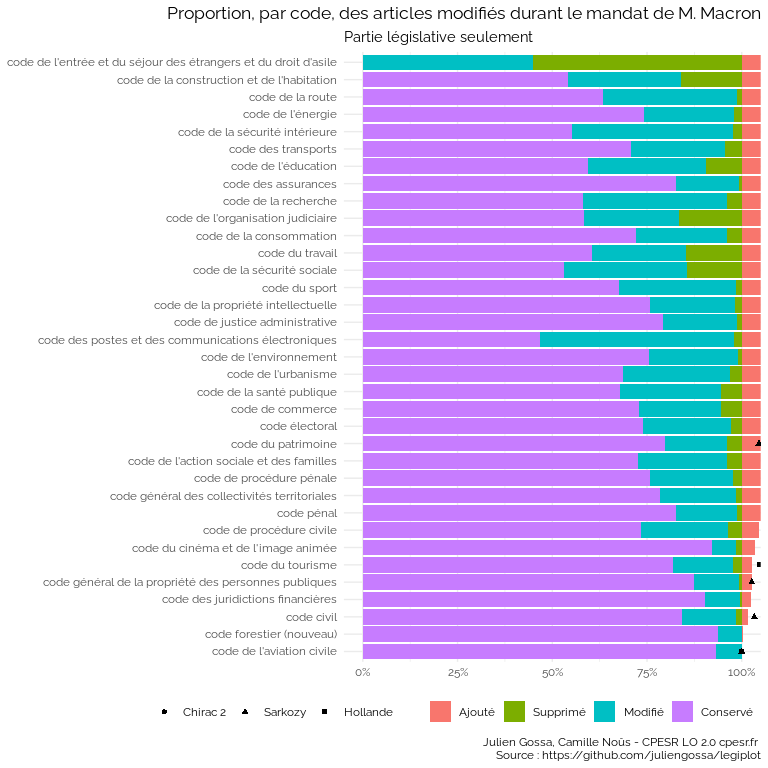 Proportion, par code, des articles modifiés durant le mandat de M. Macron
Partie législative seulement
code de l'entrée et du séjour des étrangers et du droit d'asile
code de la construction et de l'habitation
code de la route
code de l'énergie
code de la sécurité intérieure
code des transports
code de l'éducation
code des assurances
code de la recherche
code de l'organisation judiciaire
code de la consommation
code du travail
code de la sécurité sociale
code du sport
code de la propriété intellectuelle
code de justice administrative
code des postes et des communications électroniques
code de l'environnement
code de l'urbanisme
code de la santé publique
code de commerce
code électoral
code du patrimoine
code de l'action sociale et des familles
code de procédure pénale
code général des collectivités territoriales
code pénal
code de procédure civile
code du cinéma et de l'image animée
code du tourisme
code général de la propriété des personnes publiques
code des juridictions financières
code civil
code forestier (nouveau)
code de l'aviation civile
0% 25% 50% 75% 100%
Chirac 2 Sarkozy Hollande Ajouté Supprimé Modifié Conservé
Julien Gossa, Camille Noûs - CPESR LO 2.0 cpesr.fr
Source : https://github.com/juliengossa/legiplot